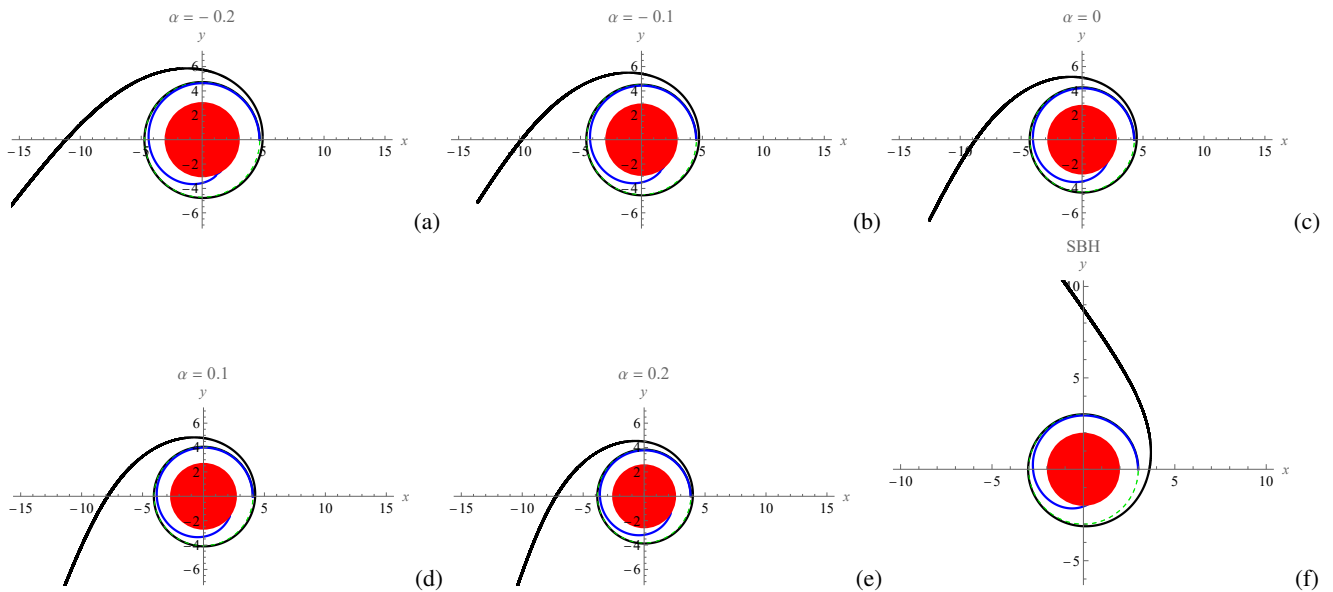 α = − 0.2
y
6
4
2
−15 −10 −5 5 10 15 x
−2
−4
−6
(a)
α = − 0.1
y
6
4
2
−15 −10 −5 5 10 15 x
−2
−4
−6
(b)
α = 0
y
6
4
2
−15 −10 −5 5 10 15 x
−2
−4
−6
(c)
α = 0.1
y
6
4
2
−15 −10 −5 5 10 15 x
−2
−4
−6
(d)
α = 0.2
y
6
4
2
−15 −10 −5 5 10 15 x
−2
−4
−6
(e)
SBH
y
10
5
−10 −5 5 10 x
−5
(f)